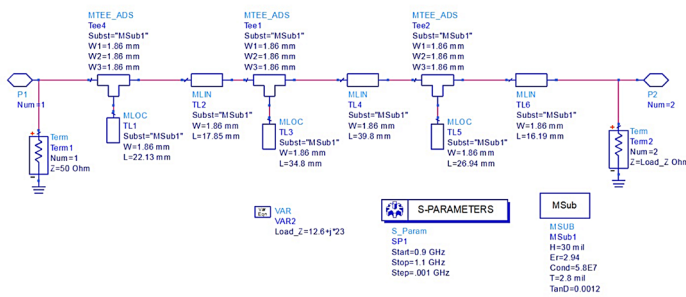 MTEE_ADS
Tee4
Subst="MSub1"
W1=1.86 mm
W2=1.86 mm
W3=1.86 mm
MTEE_ADS
Tee1
Subst="MSub1"
W1=1.86 mm
W2=1.86 mm
W3=1.86 mm
MTEE_ADS
Tee2
Subst="MSub1"
W1=1.86 mm
W2=1.86 mm
W3=1.86 mm
P1
Num=1
MLIN
TL2
Subst="MSub1"
W=1.86 mm
L=17.85 mm
MLIN
TL4
Subst="MSub1"
W=1.86 mm
L=39.8 mm
MLIN
TL6
Subst="MSub1"
W=1.86 mm
L=16.19 mm
P2
Num=2
Term
Term1
Num=1
Z=50 Ohm
MLOC
TL1
Subst="MSub1"
W=1.86 mm
L=22.13 mm
MLOC
TL3
Subst="MSub1"
W=1.86 mm
L=34.8 mm
MLOC
TL5
Subst="MSub1"
W=1.86 mm
L=26.94 mm
Term
Term2
Num=2
Z=Load_Z Ohm
Var
Eqn
VAR
VAR2
Load_Z=12.6+j*23
S-PARAMETERS
S_Param
SP1
Start=0.9 GHz
Stop=1.1 GHz
Step=.001 GHz
MSub
MSUB
MSub1
H=30 mil
Er=2.94
Cond=5.8E7
T=2.8 mil
TanD=0.0012